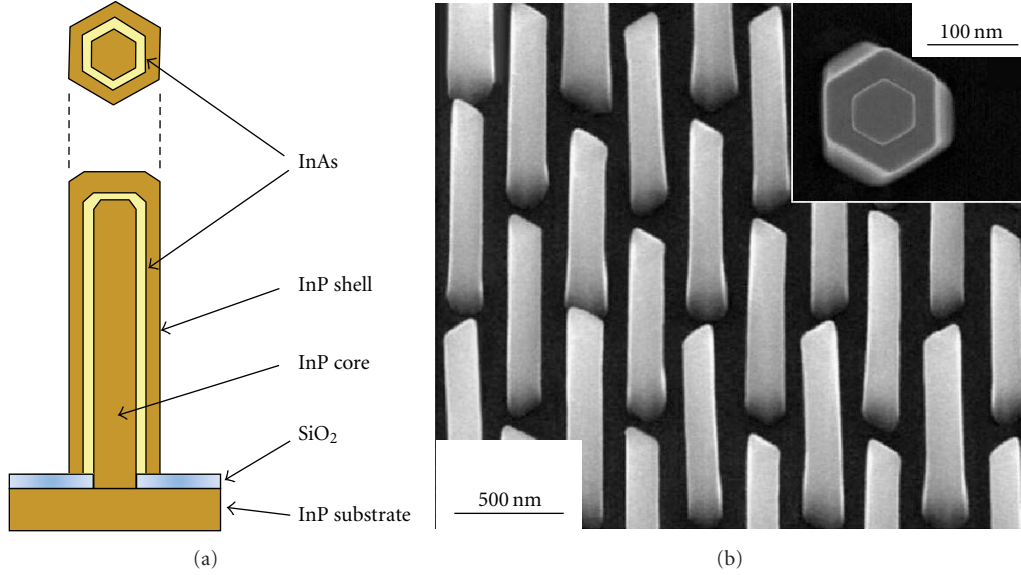 InAs
InP shell
InP core
SiO₂
InP substrate
(a)
100 nm
500 nm
(b)